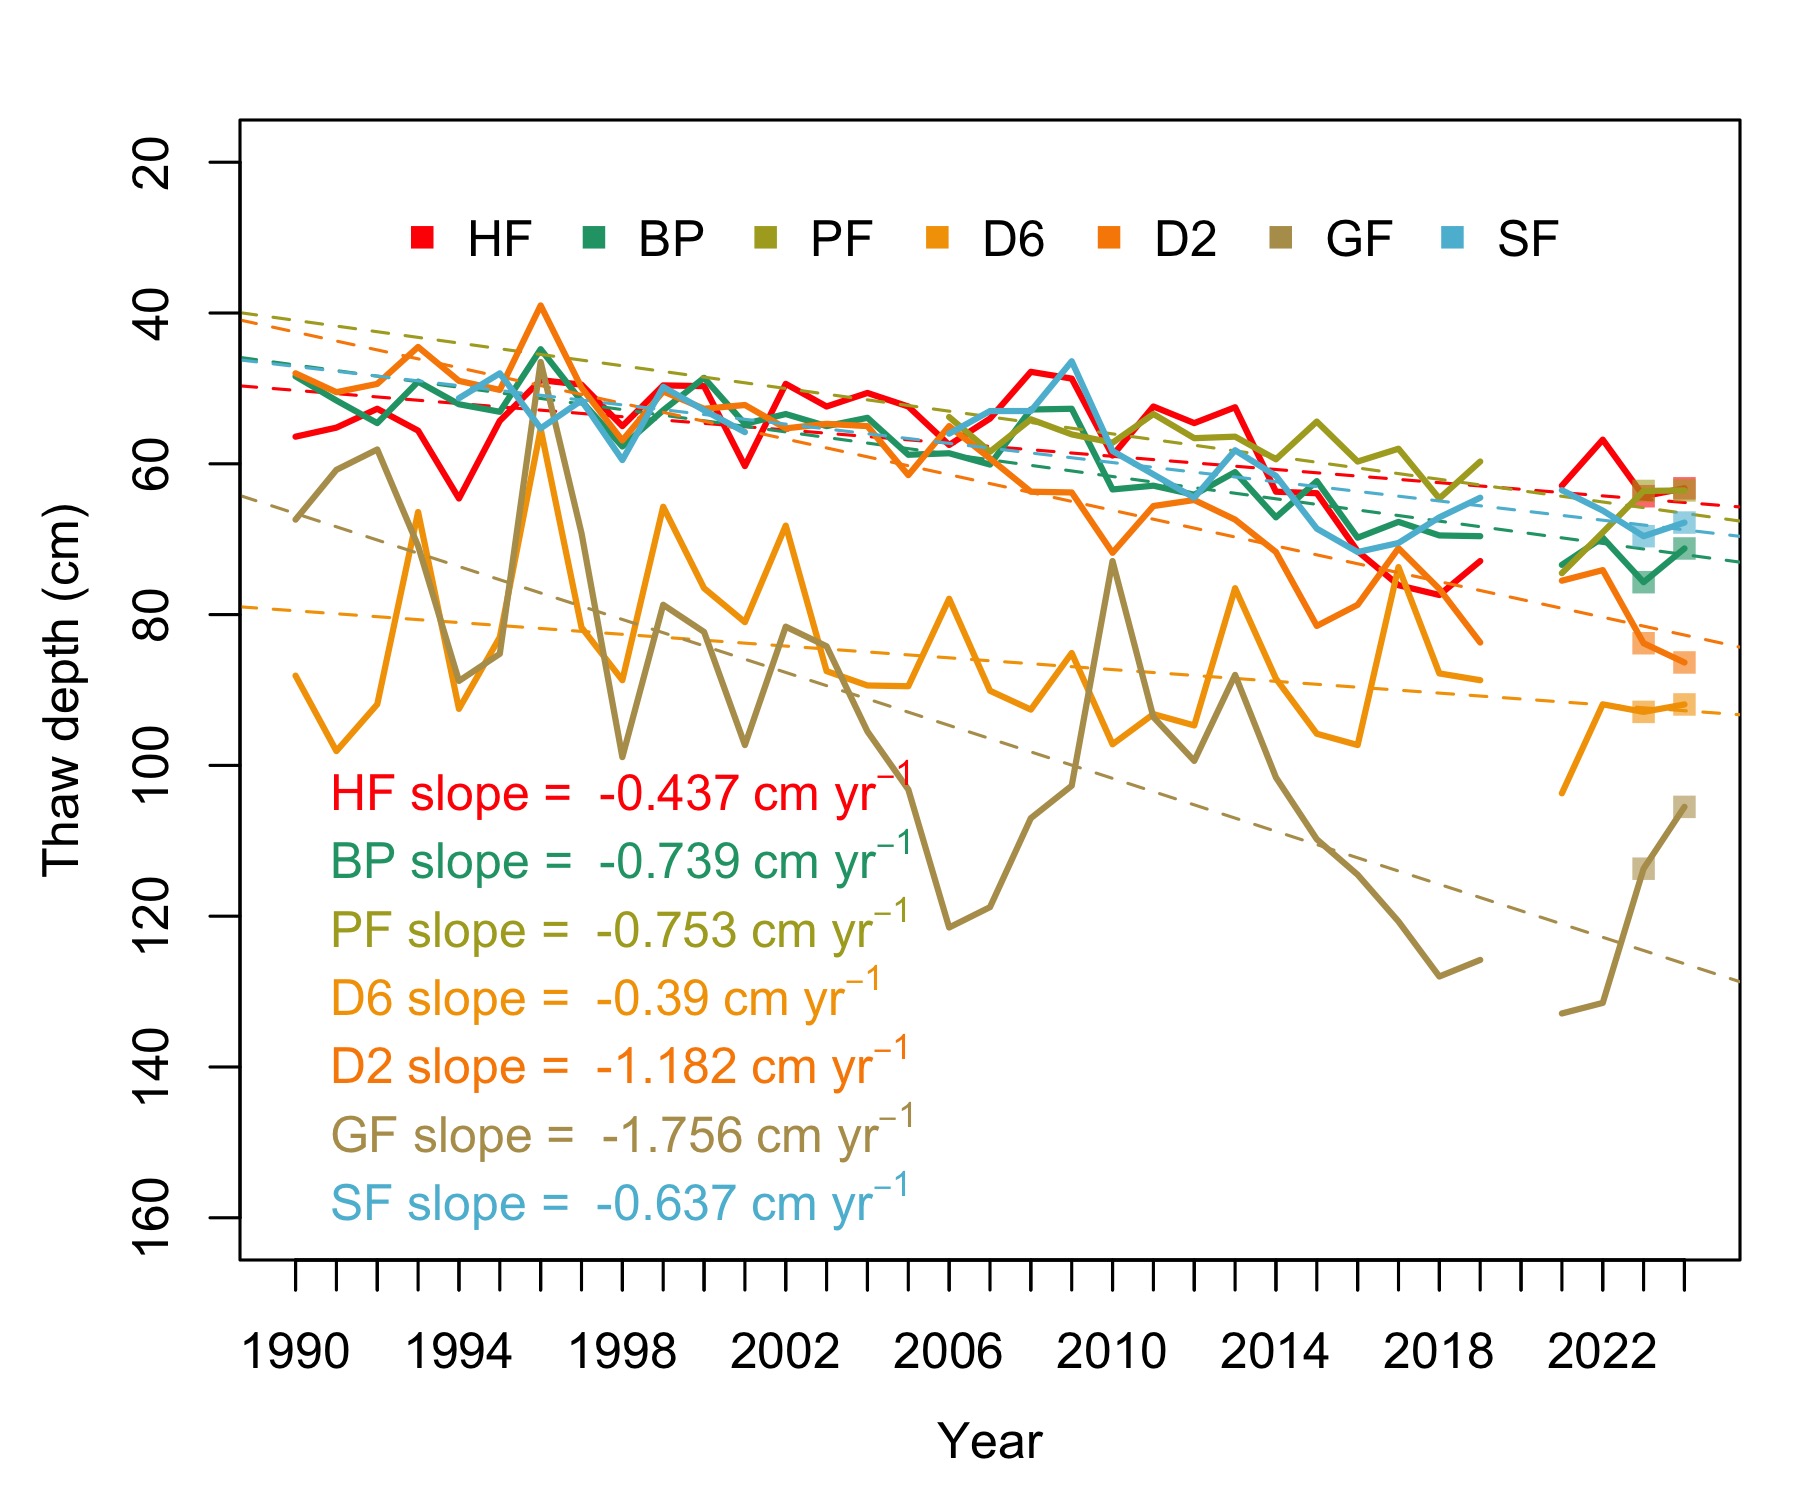 HF BP PF D6 D2 GF SF
20
40
60
80
100
120
140
160
Thaw depth (cm)
HF slope = -0.437 cm yr−1
BP slope = -0.739 cm yr−1
PF slope = -0.753 cm yr−1
D6 slope = -0.39 cm yr−1
D2 slope = -1.182 cm yr−1
GF slope = -1.756 cm yr−1
SF slope = -0.637 cm yr−1
1990 1994 1998 2002 2006 2010 2014 2018 2022
Year